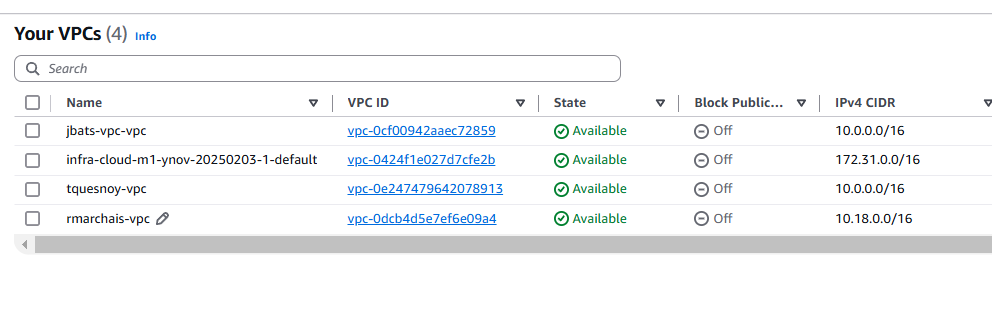 Your VPCs (4) Info
Search
Name VPC ID State Block Public... IPv4 CIDR
jbats-vpc-vpc vpc-0cf00942aaec72859 Available Off 10.0.0.0/16
infra-cloud-m1-ynov-20250203-1-default vpc-0424f1e027d7cfe2b Available Off 172.31.0.0/16
tquesnoy-vpc vpc-0e247479642078913 Available Off 10.0.0.0/16
rmarchais-vpc vpc-0dcb4d5e7ef6e09a4 Available Off 10.18.0.0/16